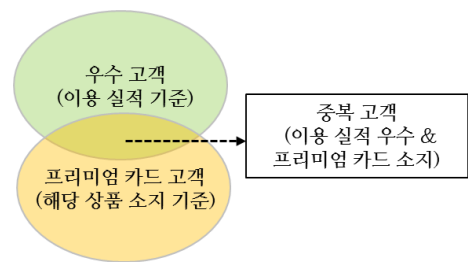 우수 고객
(이용 실적 기준)
중복 고객
(이용 실적 우수 &
프리미엄 카드 소지)
프리미엄 카드 고객
(해당 상품 소지 기준)